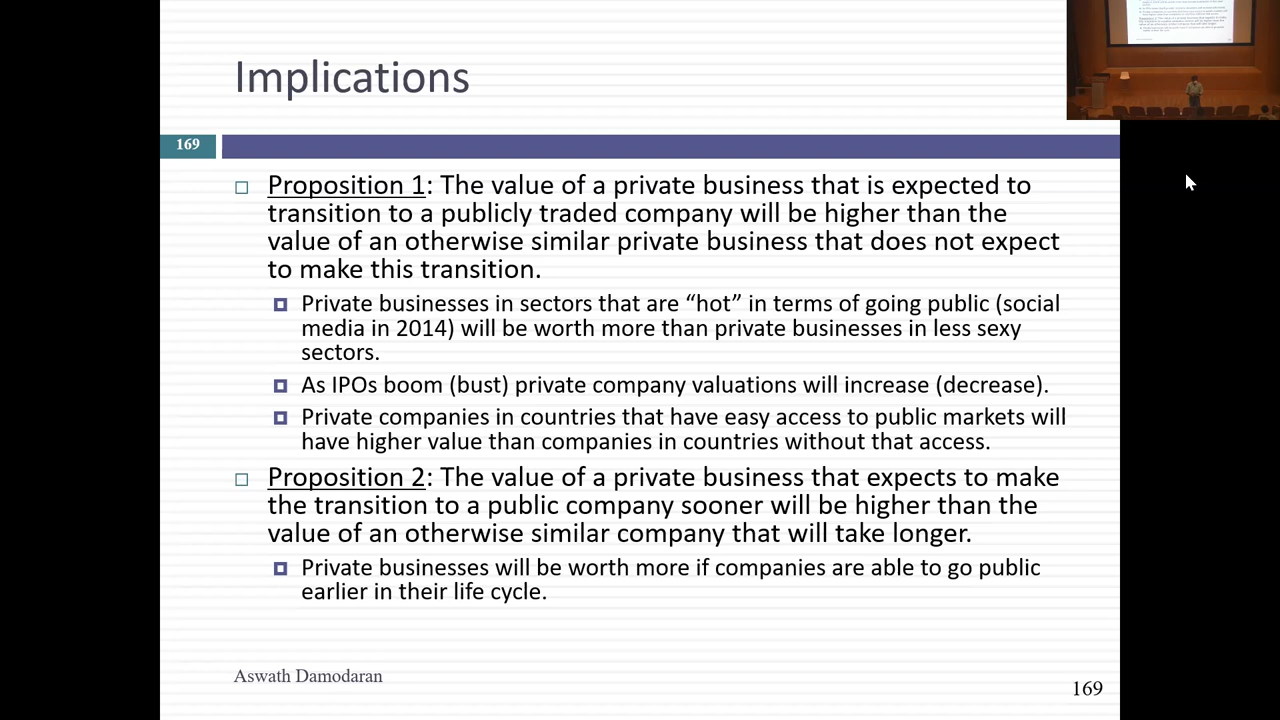 Implications
169
Proposition 1: The value of a private business that is expected to
transition to a publicly traded company will be higher than the
value of an otherwise similar private business that does not expect
to make this transition.
Private businesses in sectors that are “hot” in terms of going public (social
media in 2014) will be worth more than private businesses in less sexy
sectors.
As IPOs boom (bust) private company valuations will increase (decrease).
Private companies in countries that have easy access to public markets will
have higher value than companies in countries without that access.
Proposition 2: The value of a private business that expects to make
the transition to a public company sooner will be higher than the
value of an otherwise similar company that will take longer.
Private businesses will be worth more if companies are able to go public
earlier in their life cycle.
Aswath Damodaran
169